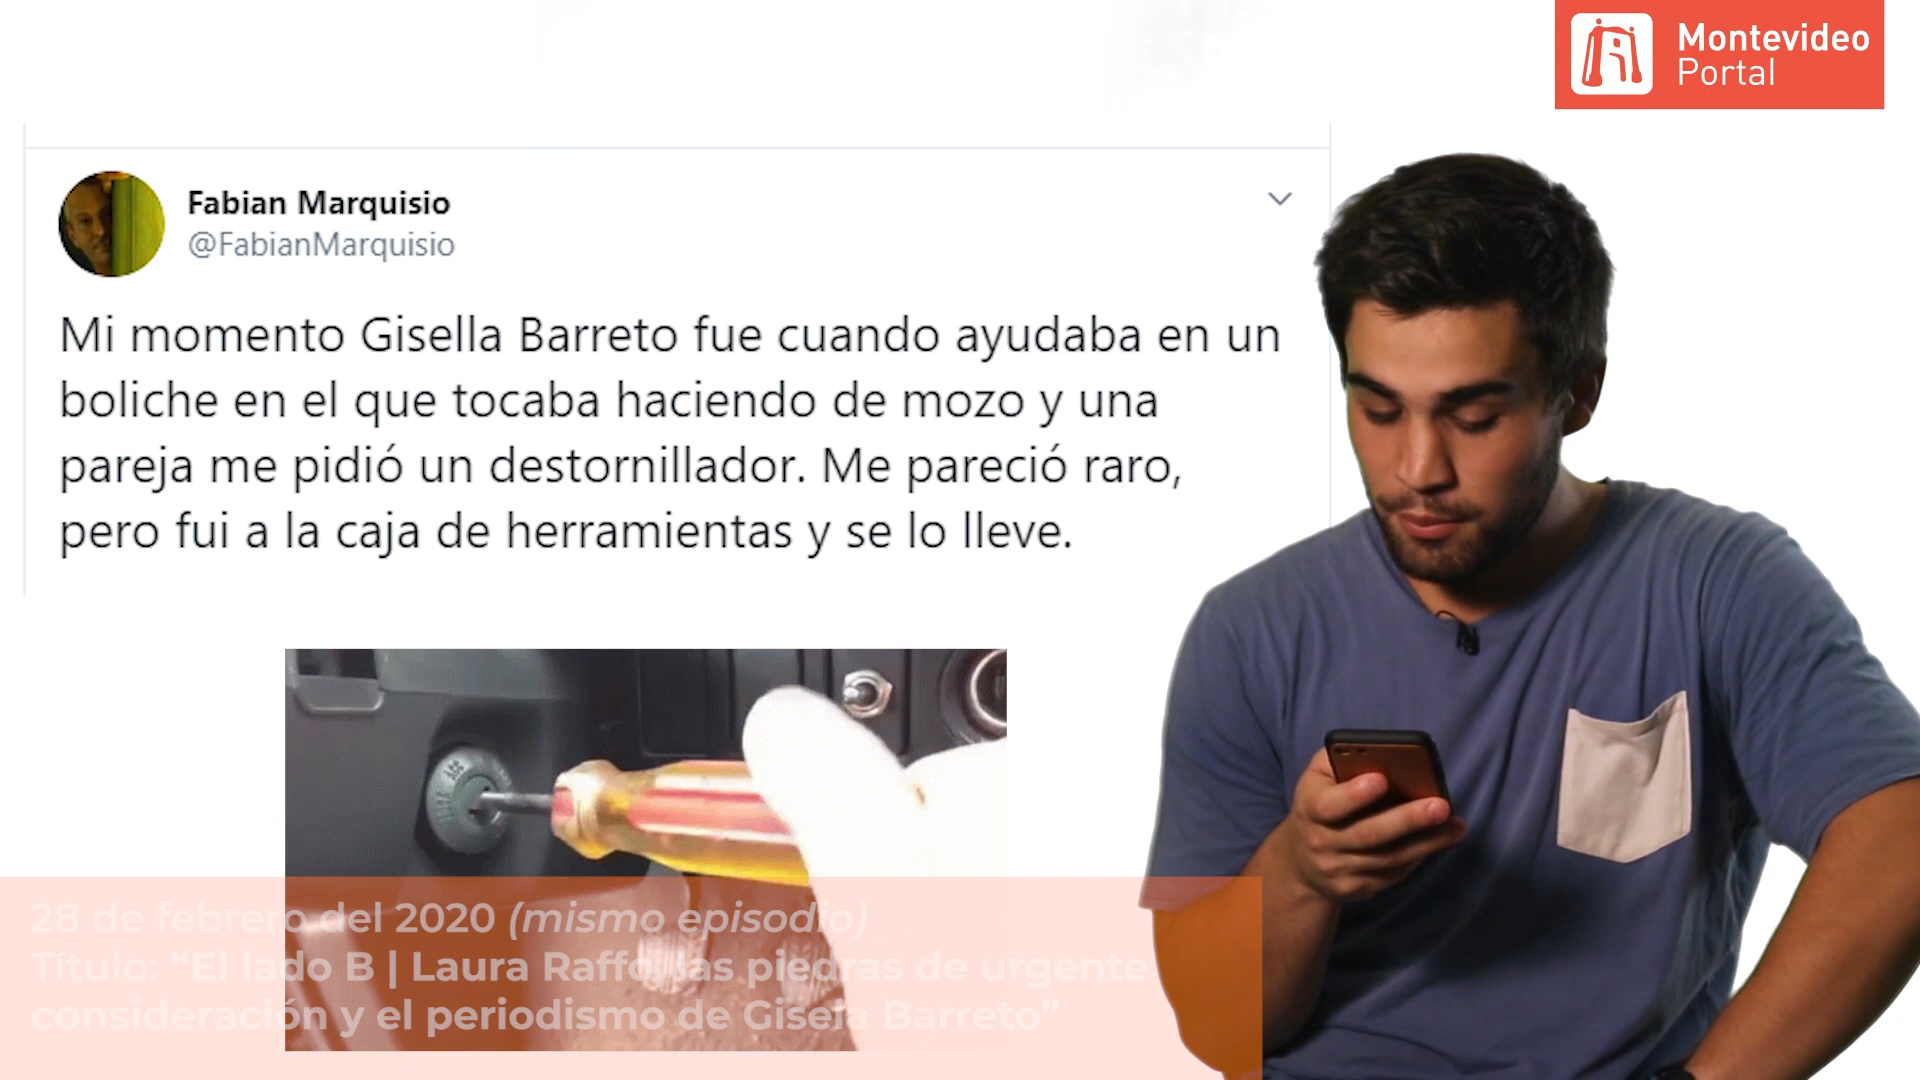 Montevideo
Portal
Fabian Marquisio
@FabianMarquisio
Mi momento Gisella Barreto fue cuando ayudaba en un
boliche en el que tocaba haciendo de mozo y una
pareja me pidió un destornillador. Me pareció raro,
pero fui a la caja de herramientas y se lo lleve.
28 de febrero del 2020 (mismo episodio)
Título: “El lado B | Laura Raffo, las piedras de urgente
consideración y el periodismo de Gisela Barreto”